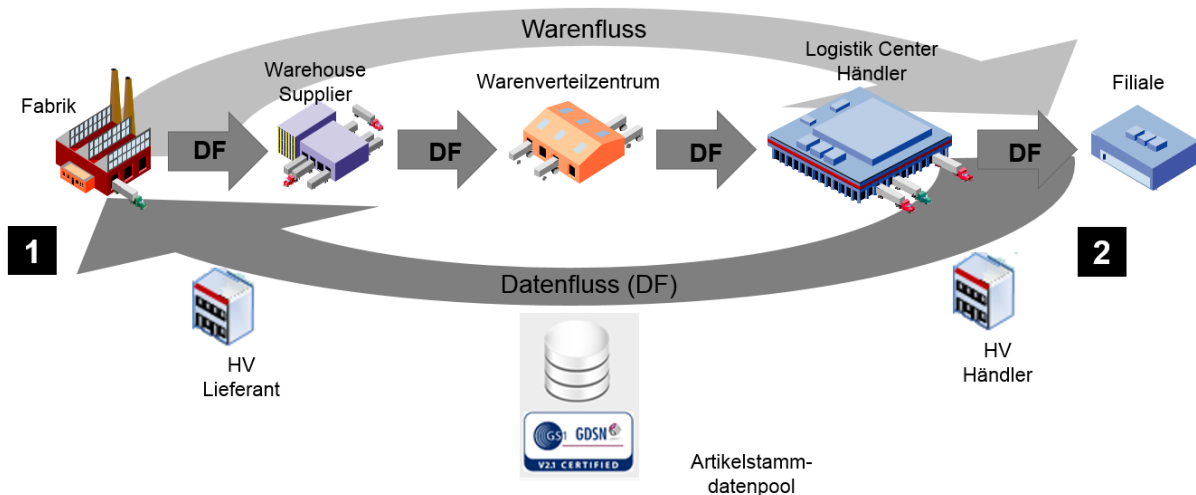 Warenfluss
Logistik Center
Händler
Warehouse
Supplier
Warenverteilzentrum
Fabrik
Filiale
DF
DF
DF
DF
1
2
Datenfluss (DF)
HV
Lieferant
HV
Händler
GS1 GDSN
V2.1 CERTIFIED
Artikelstamm-
datenpool